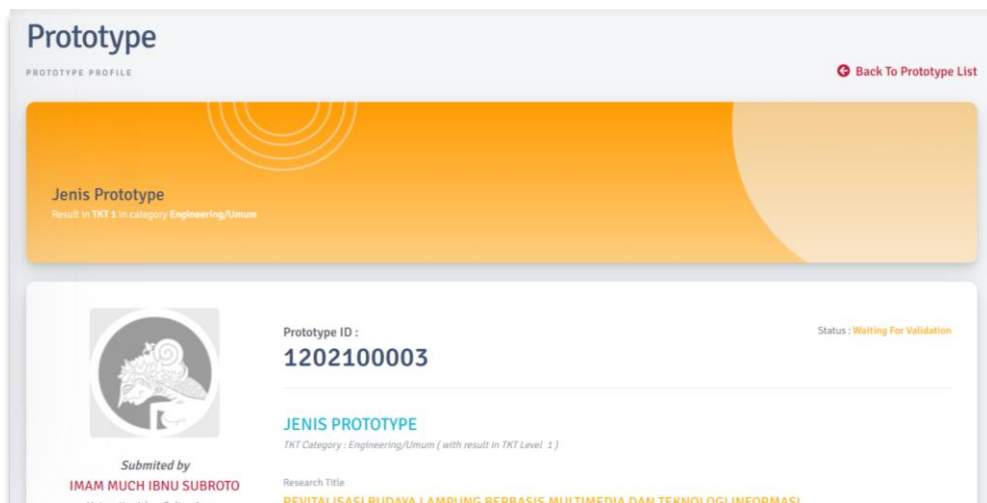 Prototype
PROTOTYPE PROFILE
Back To Prototype List
Jenis Prototype
Result in TKT 1 in category Engineering/Umum
Prototype ID :
1202100003
Status : Waiting For Validation
JENIS PROTOTYPE
TKT Category : Engineering/Umum ( with result in TKT Level 1 )
Submited by
IMAM MUCH IBNU SUBROTO
Research Title
REVITALISASI BUDAYA LAMPUNG BERBASIS MULTIMEDIA DAN TEKNOLOGI INFORMASI